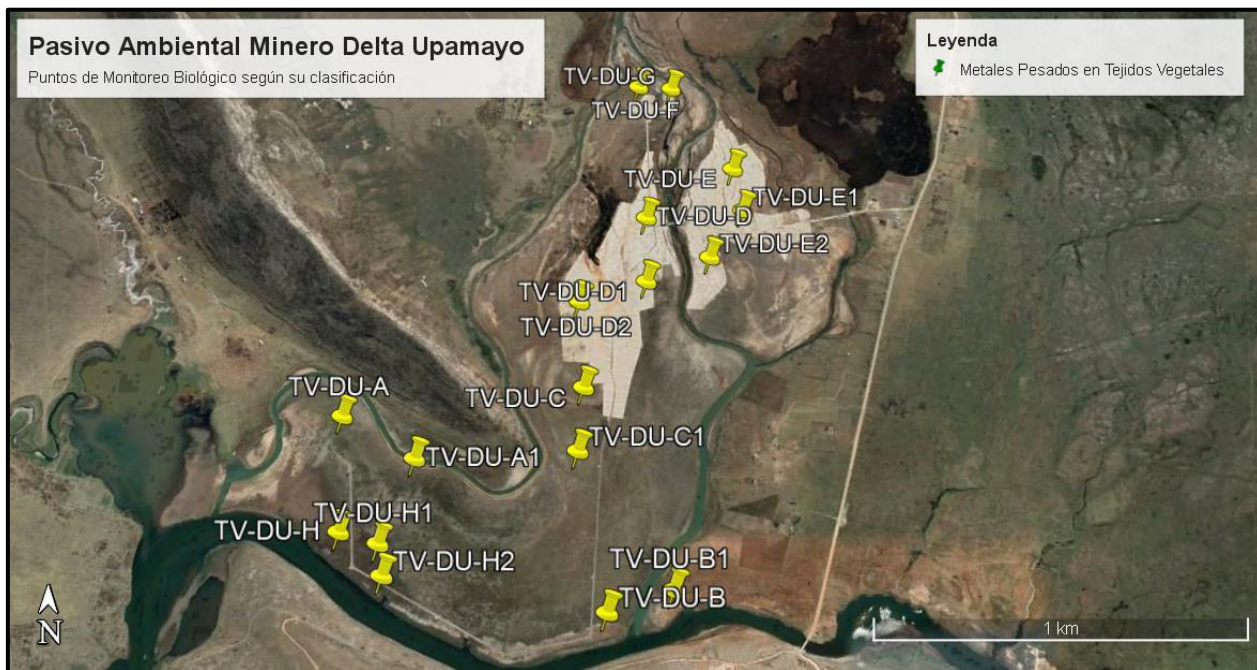 Pasivo Ambiental Minero Delta Upamayo
Puntos de Monitoreo Biológico según su clasificación
Leyenda
Metales Pesados en Tejidos Vegetales
TV-DU-G
TV-DU-F
TV-DU-E
TV-DU-E1
TV-DU-D
TV-DU-E2
TV-DU-D1
TV-DU-D2
TV-DU-A
TV-DU-C
TV-DU-C1
TV-DU-A1
TV-DU-H1
TV-DU-H
TV-DU-H2
TV-DU-B1
TV-DU-B
N
1 km